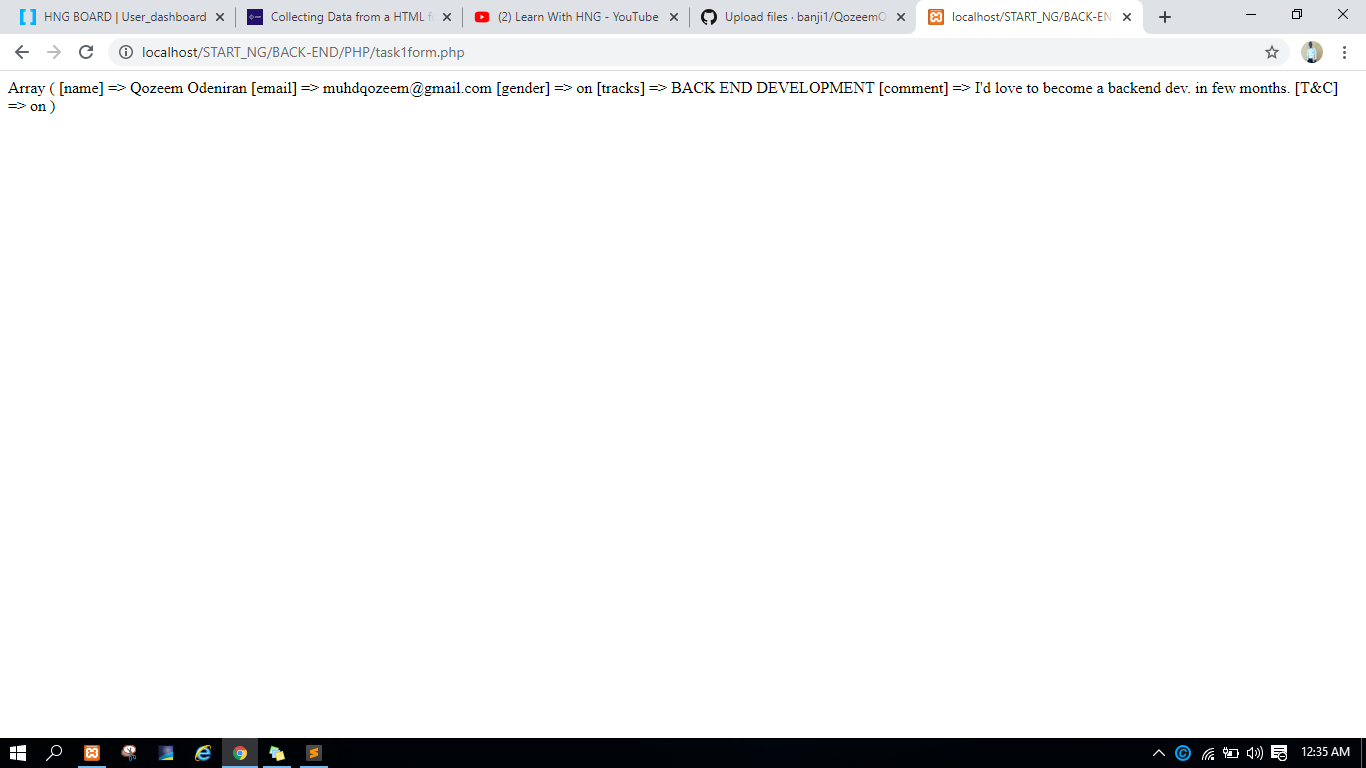 HNG BOARD | User_dashboard
Collecting Data from a HTML f
(2) Learn With HNG - YouTube
Upload files · banji1/QozeemO
localhost/START_NG/BACK-EN
localhost/START_NG/BACK-END/PHP/task1form.php
Array ( [name] => Qozeem Odeniran [email] => muhdqozeem@gmail.com [gender] => on [tracks] => BACK END DEVELOPMENT [comment] => I'd love to become a backend dev. in few months. [T&C]
=> on )
12:35 AM